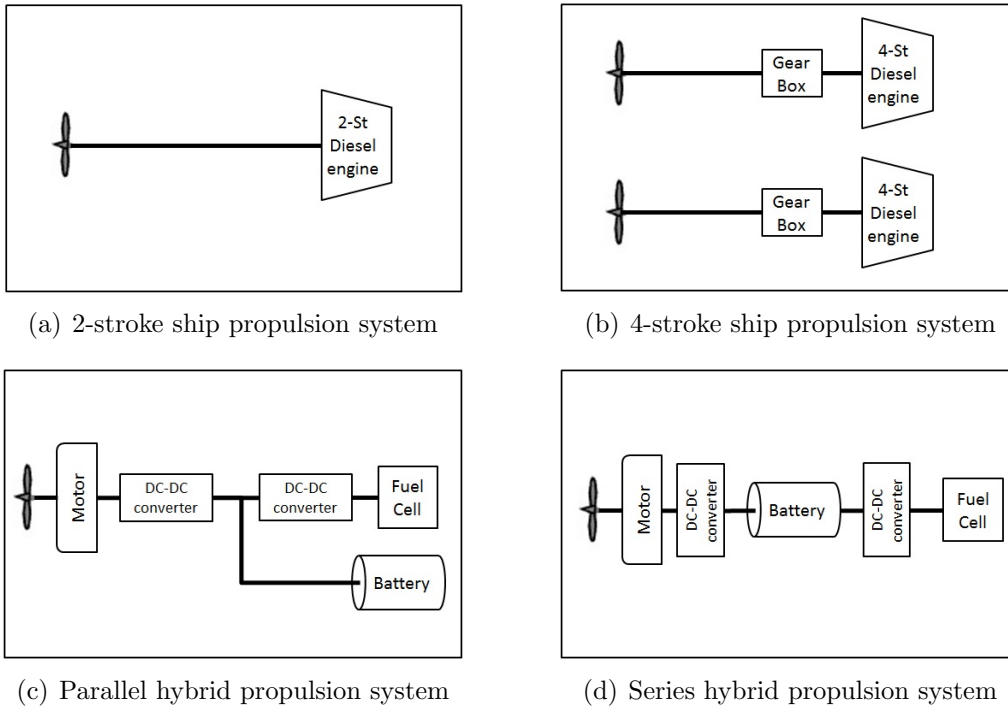 2-St
Diesel
engine
(a) 2-stroke ship propulsion system
Gear
Box
4-St
Diesel
engine
Gear
Box
4-St
Diesel
engine
(b) 4-stroke ship propulsion system
Motor
DC-DC
converter
DC-DC
converter
Fuel
Cell
Battery
(c) Parallel hybrid propulsion system
Motor
DC-DC
converter
Battery
DC-DC
converter
Fuel
Cell
(d) Series hybrid propulsion system